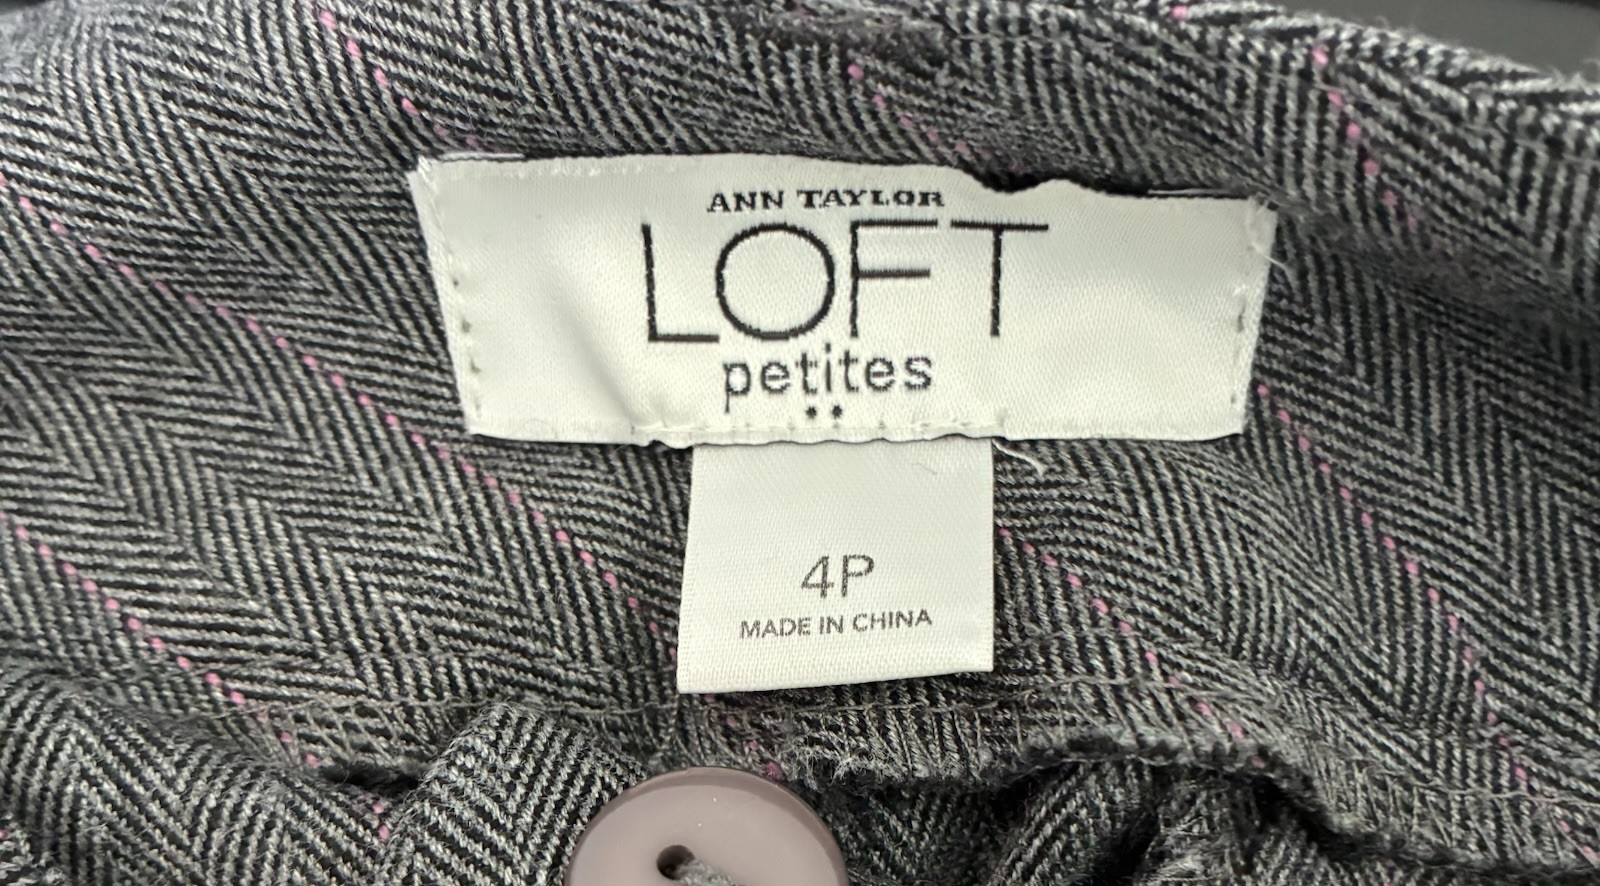 ANN TAYLOR
LOFT
petites
4P
MADE IN CHINA